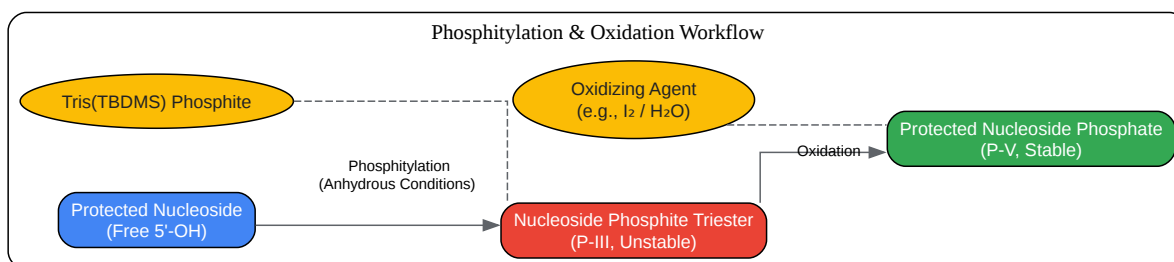 Phosphitylation & Oxidation Workflow
Tris(TBDMS) Phosphite
Oxidizing Agent
(e.g., I₂ / H₂O)
Protected Nucleoside Phosphate
(P-V, Stable)
Oxidation
Phosphitylation
(Anhydrous Conditions)
Protected Nucleoside
(Free 5'-OH)
Nucleoside Phosphite Triester
(P-III, Unstable)